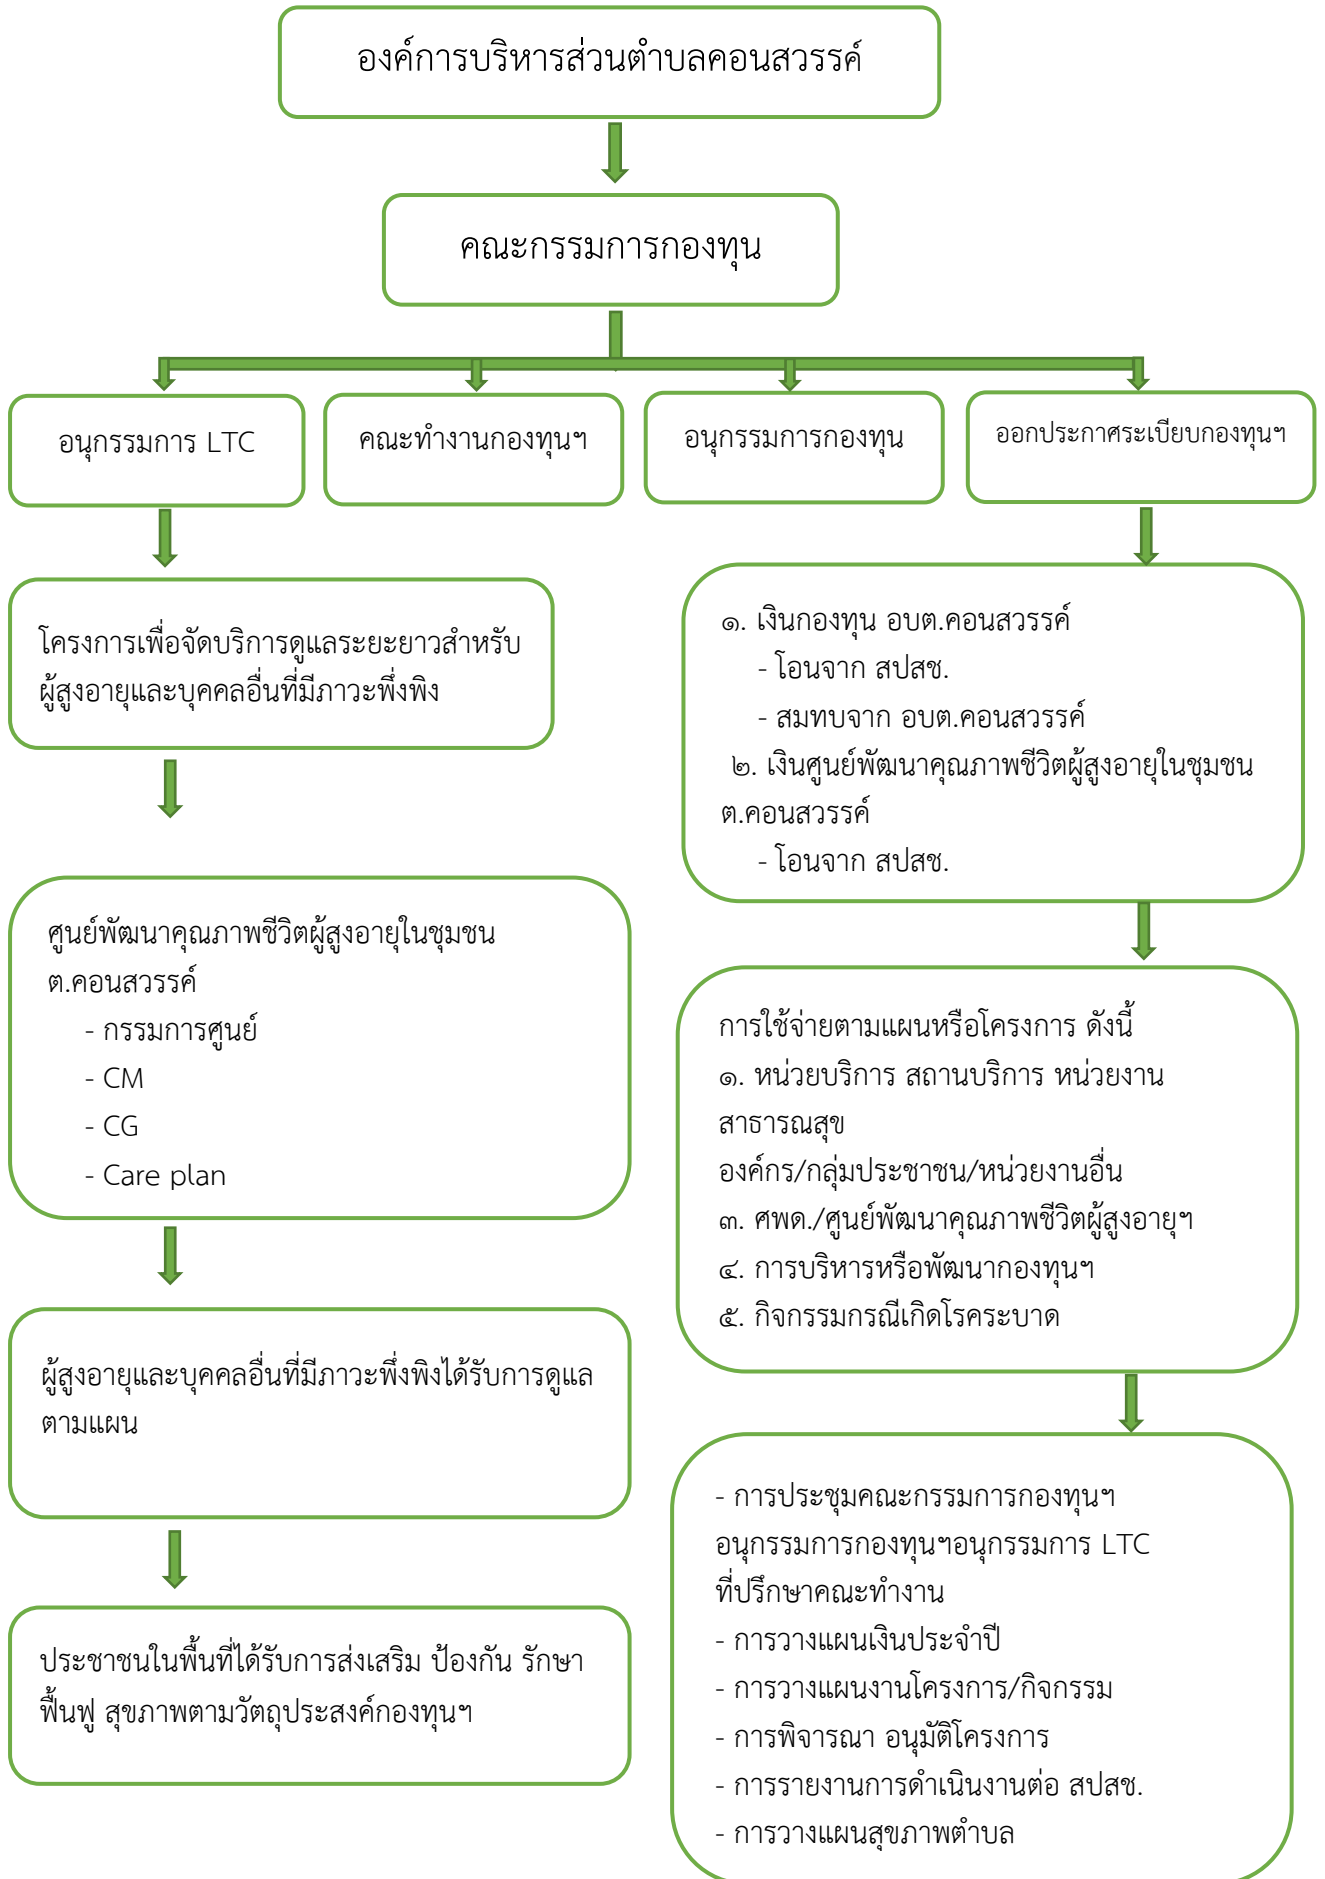 องค์การบริหารส่วนตำบลคอนสวรรค์
คณะกรรมการกองทุน
อนุกรรมการ LTC
คณะทำงานกองทุนฯ
อนุกรรมการกองทุน
ออกประกาศระเบียบกองทุนฯ
โครงการเพื่อจัดบริการดูแลระยะยาวสำหรับ
ผู้สูงอายุและบุคคลอื่นที่มีภาวะพึ่งพิง
ศูนย์พัฒนาคุณภาพชีวิตผู้สูงอายุในชุมชน
ต.คอนสวรรค์
- กรรมการศูนย์
- CM
- CG
- Care plan
ผู้สูงอายุและบุคคลอื่นที่มีภาวะพึ่งพิงได้รับการดูแล
ตามแผน
ประชาชนในพื้นที่ได้รับการส่งเสริม ป้องกัน รักษา
ฟื้นฟู สุขภาพตามวัตถุประสงค์กองทุนฯ
๑. เงินกองทุน อบต.คอนสวรรค์
- โอนจาก สปสช.
- สมทบจาก อบต.คอนสวรรค์
๒. เงินศูนย์พัฒนาคุณภาพชีวิตผู้สูงอายุในชุมชน
ต.คอนสวรรค์
- โอนจาก สปสช.
การใช้จ่ายตามแผนหรือโครงการ ดังนี้
๑. หน่วยบริการ สถานบริการ หน่วยงาน
สาธารณสุข
องค์กร/กลุ่มประชาชน/หน่วยงานอื่น
๓. ศพด./ศูนย์พัฒนาคุณภาพชีวิตผู้สูงอายุฯ
๔. การบริหารหรือพัฒนากองทุนฯ
๕. กิจกรรมกรณีเกิดโรคระบาด
- การประชุมคณะกรรมการกองทุนฯ
อนุกรรมการกองทุนฯอนุกรรมการ LTC
ที่ปรึกษาคณะทำงาน
- การวางแผนเงินประจำปี
- การวางแผนงานโครงการ/กิจกรรม
- การพิจารณา อนุมัติโครงการ
- การรายงานการดำเนินงานต่อ สปสช.
- การวางแผนสุขภาพตำบล